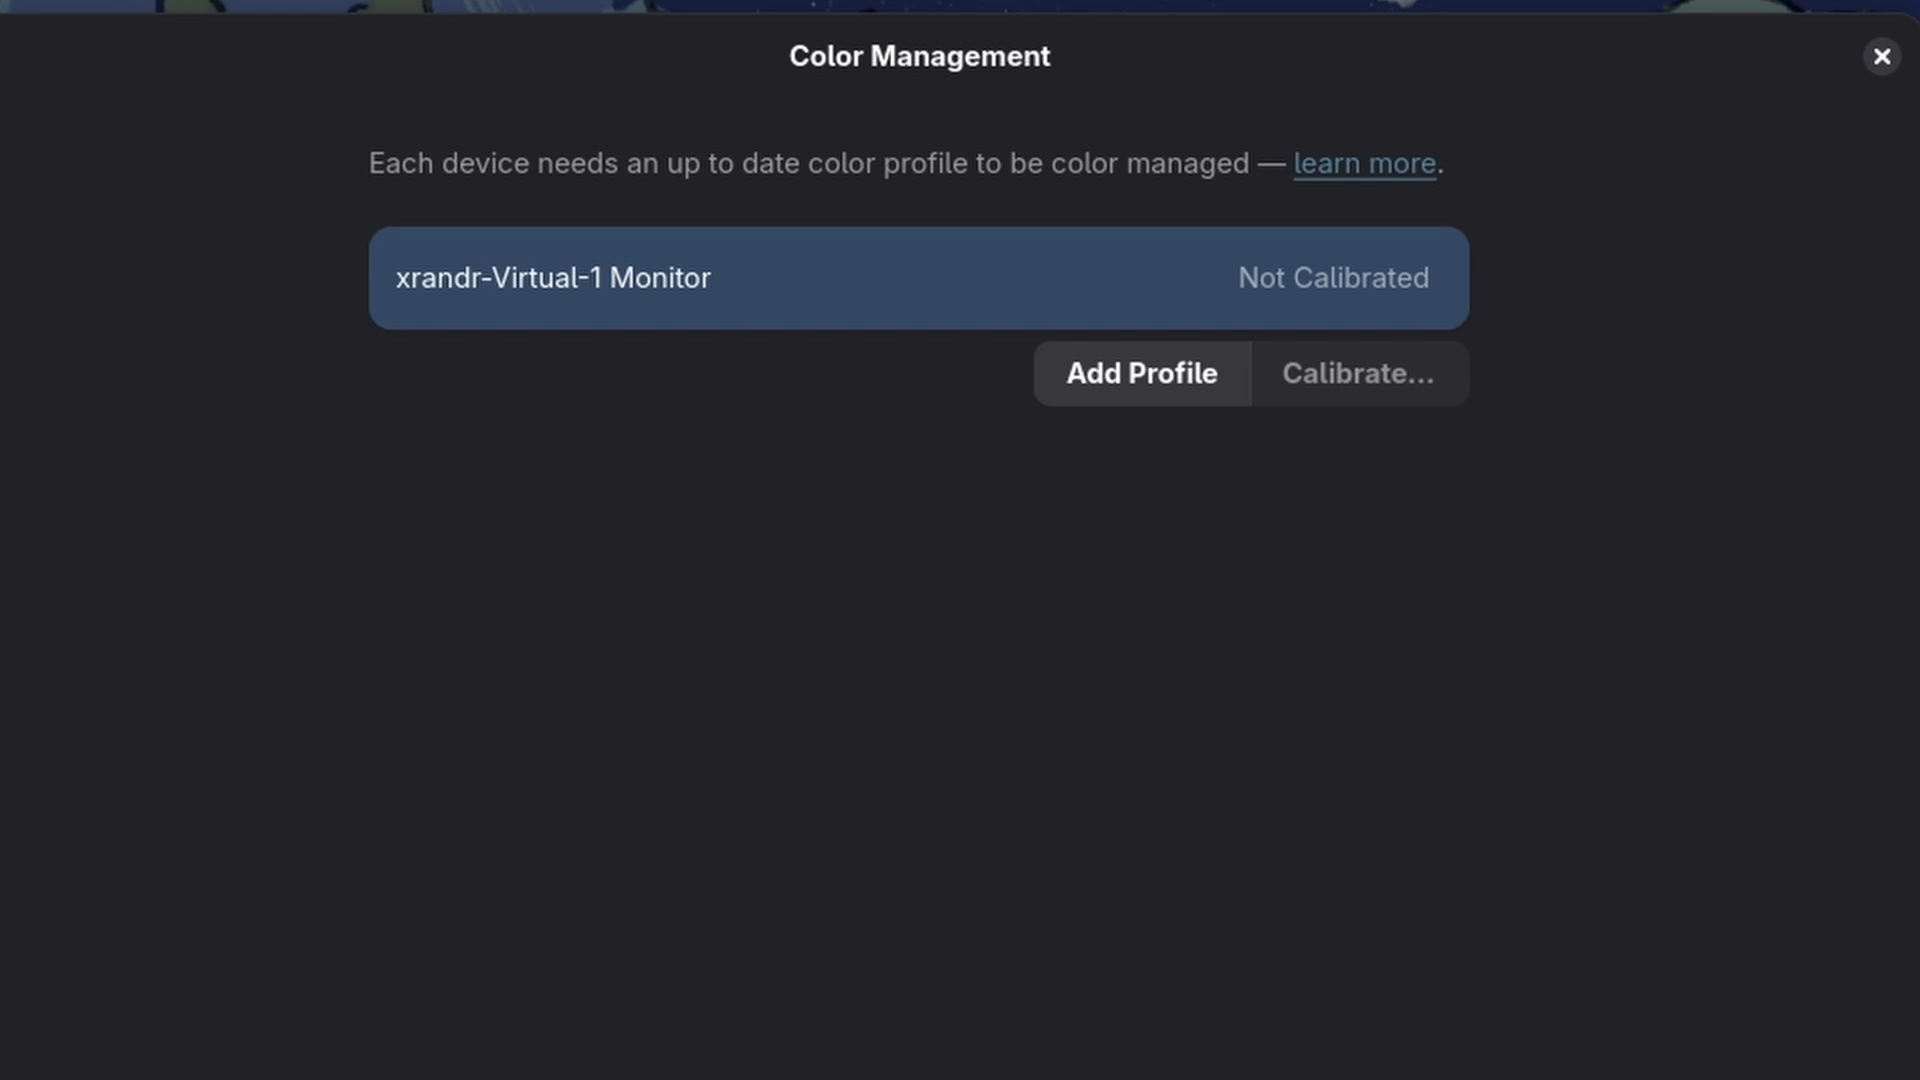 Color Management
Each device needs an up to date color profile to be color managed — learn more.
xrandr-Virtual-1 Monitor
Not Calibrated
Add Profile
Calibrate…